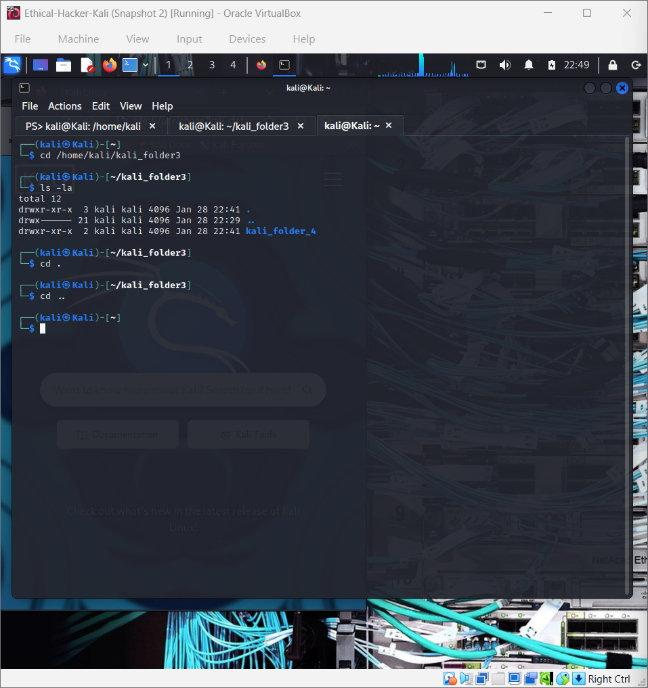 Ethical-Hacker-Kali (Snapshot 2) [Running] - Oracle VirtualBox
File Machine View Input Devices Help
1 2 3 4 22:49
kali@Kali: ~
File Actions Edit View Help
PS> kali@Kali: /home/kali × kali@Kali: ~/kali_folder3 × kali@Kali: ~ ×
┌──(kali㉿Kali)-[~]
└─$ cd /home/kali/kali_folder3
┌──(kali㉿Kali)-[~/kali_folder3]
└─$ ls -la
total 12
drwxr-xr-x 3 kali kali 4096 Jan 28 22:41 .
drwx------ 21 kali kali 4096 Jan 28 22:29 ..
drwxr-xr-x 2 kali kali 4096 Jan 28 22:41 kali_folder_4
┌──(kali㉿Kali)-[~/kali_folder3]
└─$ cd .
┌──(kali㉿Kali)-[~/kali_folder3]
└─$ cd ..
┌──(kali㉿Kali)-[~]
└─$
Documentation Kali Tools
Right Ctrl